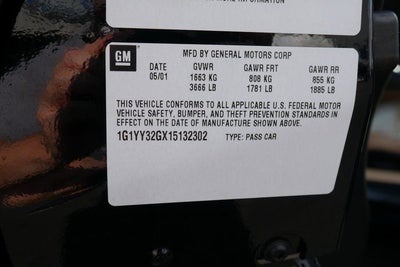 MORE INFORMATION
GM
MFD BY GENERAL MOTORS CORP
DATE GVWR GAWR FRT GAWR RR
05/01 1663 KG 808 KG 855 KG
3666 LB 1781 LB 1885 LB
THIS VEHICLE CONFORMS TO ALL APPLICABLE U.S. FEDERAL MOTOR
VEHICLE SAFETY, BUMPER, AND THEFT PREVENTION STANDARDS
IN EFFECT ON THE DATE OF MANUFACTURE SHOWN ABOVE.
1G1YY32GX15132302 TYPE: PASS CAR